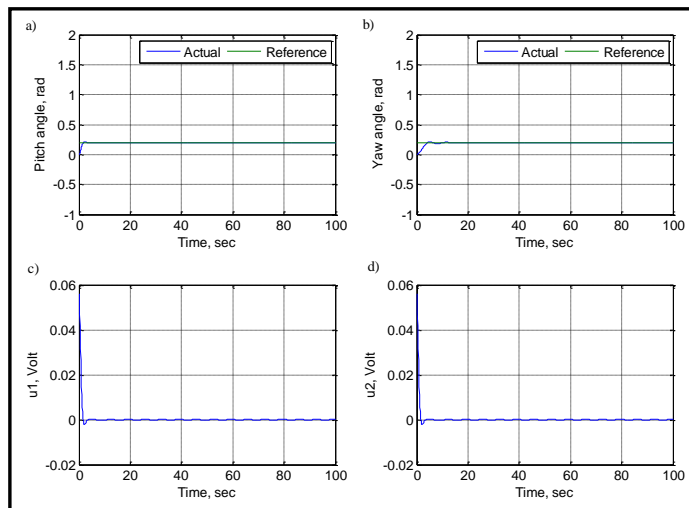 a)
Pitch angle, rad
2
1.5
1
0.5
0
-0.5
-1
Actual
Reference
0 20 40 60 80 100
Time, sec
b)
Yaw angle, rad
2
1.5
1
0.5
0
-0.5
-1
Actual
Reference
0 20 40 60 80 100
Time, sec
c)
u1, Volt
0.06
0.04
0.02
0
-0.02
0 20 40 60 80 100
Time, sec
d)
u2, Volt
0.06
0.04
0.02
0
-0.02
0 20 40 60 80 100
Time, sec